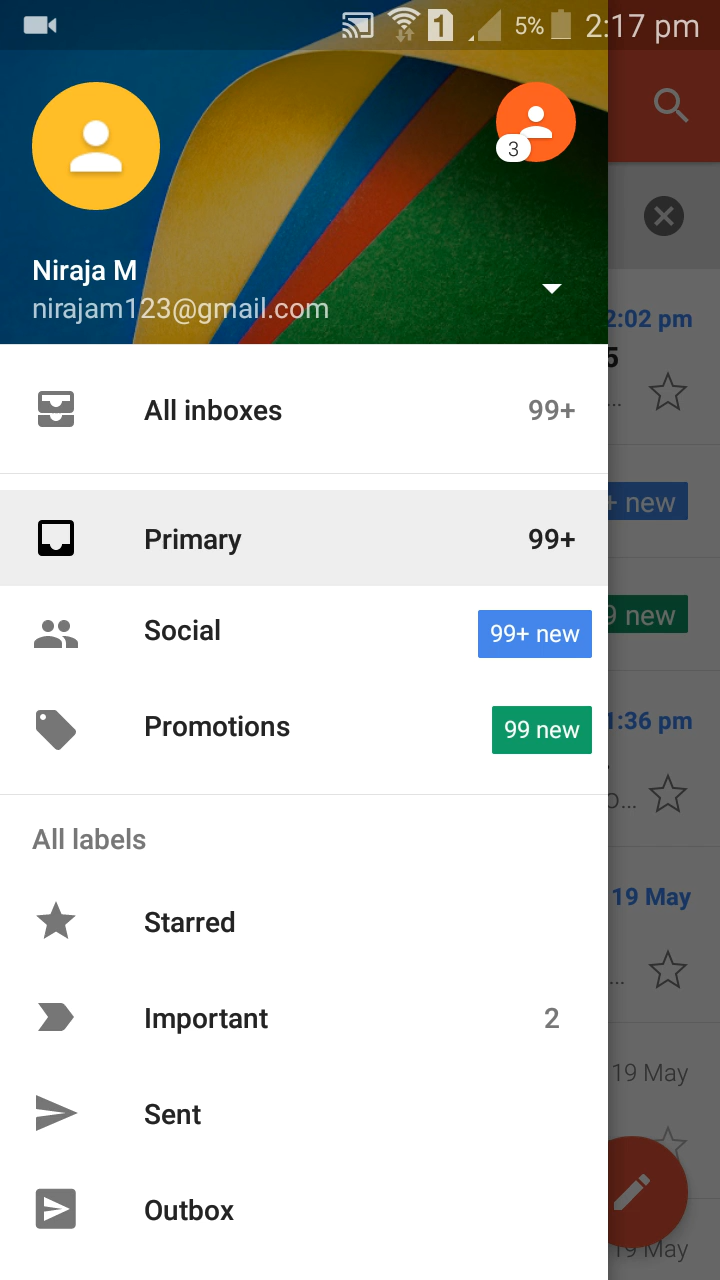 1 5% 2:17 pm
3
Niraja M
nirajam123@gmail.com
2:02 pm
5
...
All inboxes 99+
Primary 99+
+ new
Social 99+ new
9 new
Promotions 99 new
1:36 pm
o...
All labels
19 May
Starred
...
Important 2
19 May
Sent
Outbox
19 May